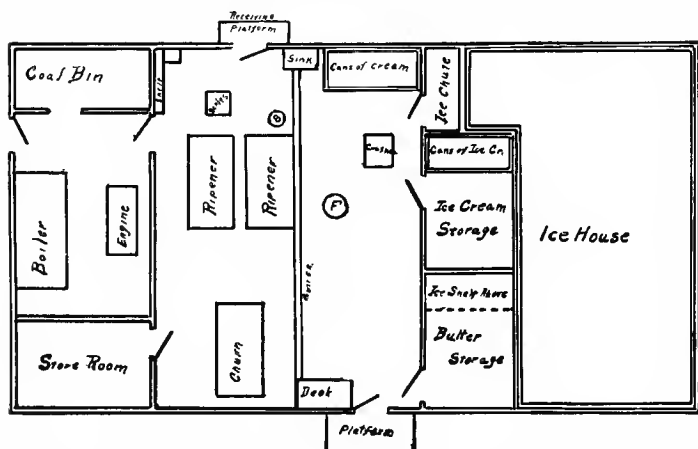 Receiving
Platform
Coal Bin
Sink
Cans of Cream
Ice Chute
B
Crusher
Cans of Ice Cr.
Ripener
Ripener
F
Boiler
Engine
Ice Cream
Storage
Ice House
Ice Shelf Above
Butter
Storage
Store Room
Churn
Desk
Platform